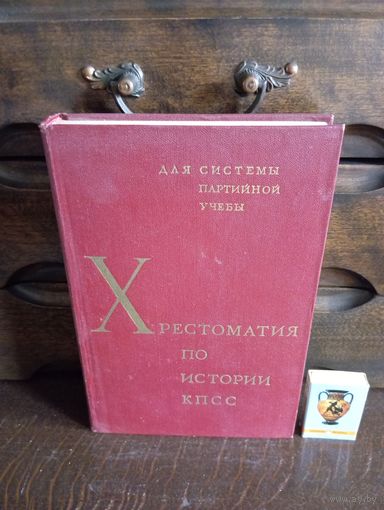 ДЛЯ СИСТЕМЫ
ПАРТИЙНОЙ
УЧЕБЫ
ХРЕСТОМАТИЯ
ПО
ИСТОРИИ
КПСС